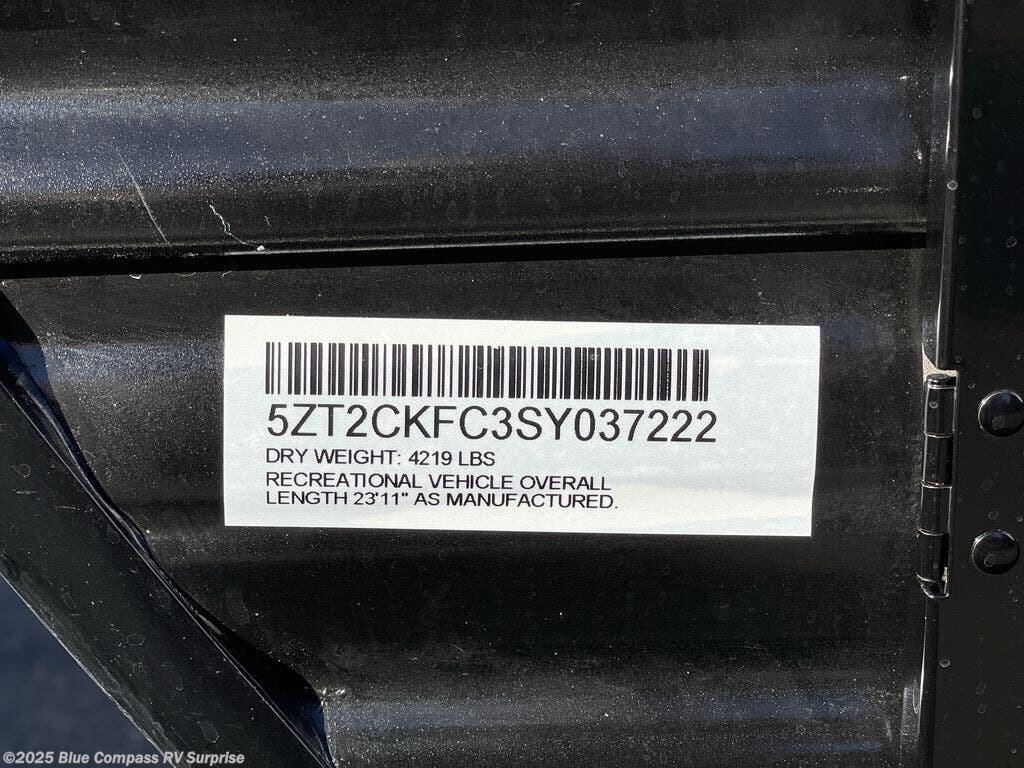 5ZT2CKFC3SY037222
DRY WEIGHT: 4219 LBS
RECREATIONAL VEHICLE OVERALL
LENGTH 23'11" AS MANUFACTURED.
©2025 Blue Compass RV Surprise